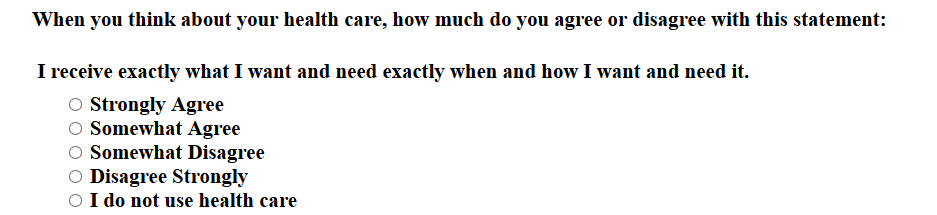 When you think about your health care, how much do you agree or disagree with this statement:
I receive exactly what I want and need exactly when and how I want and need it.
Strongly Agree
Somewhat Agree
Somewhat Disagree
Disagree Strongly
I do not use health care